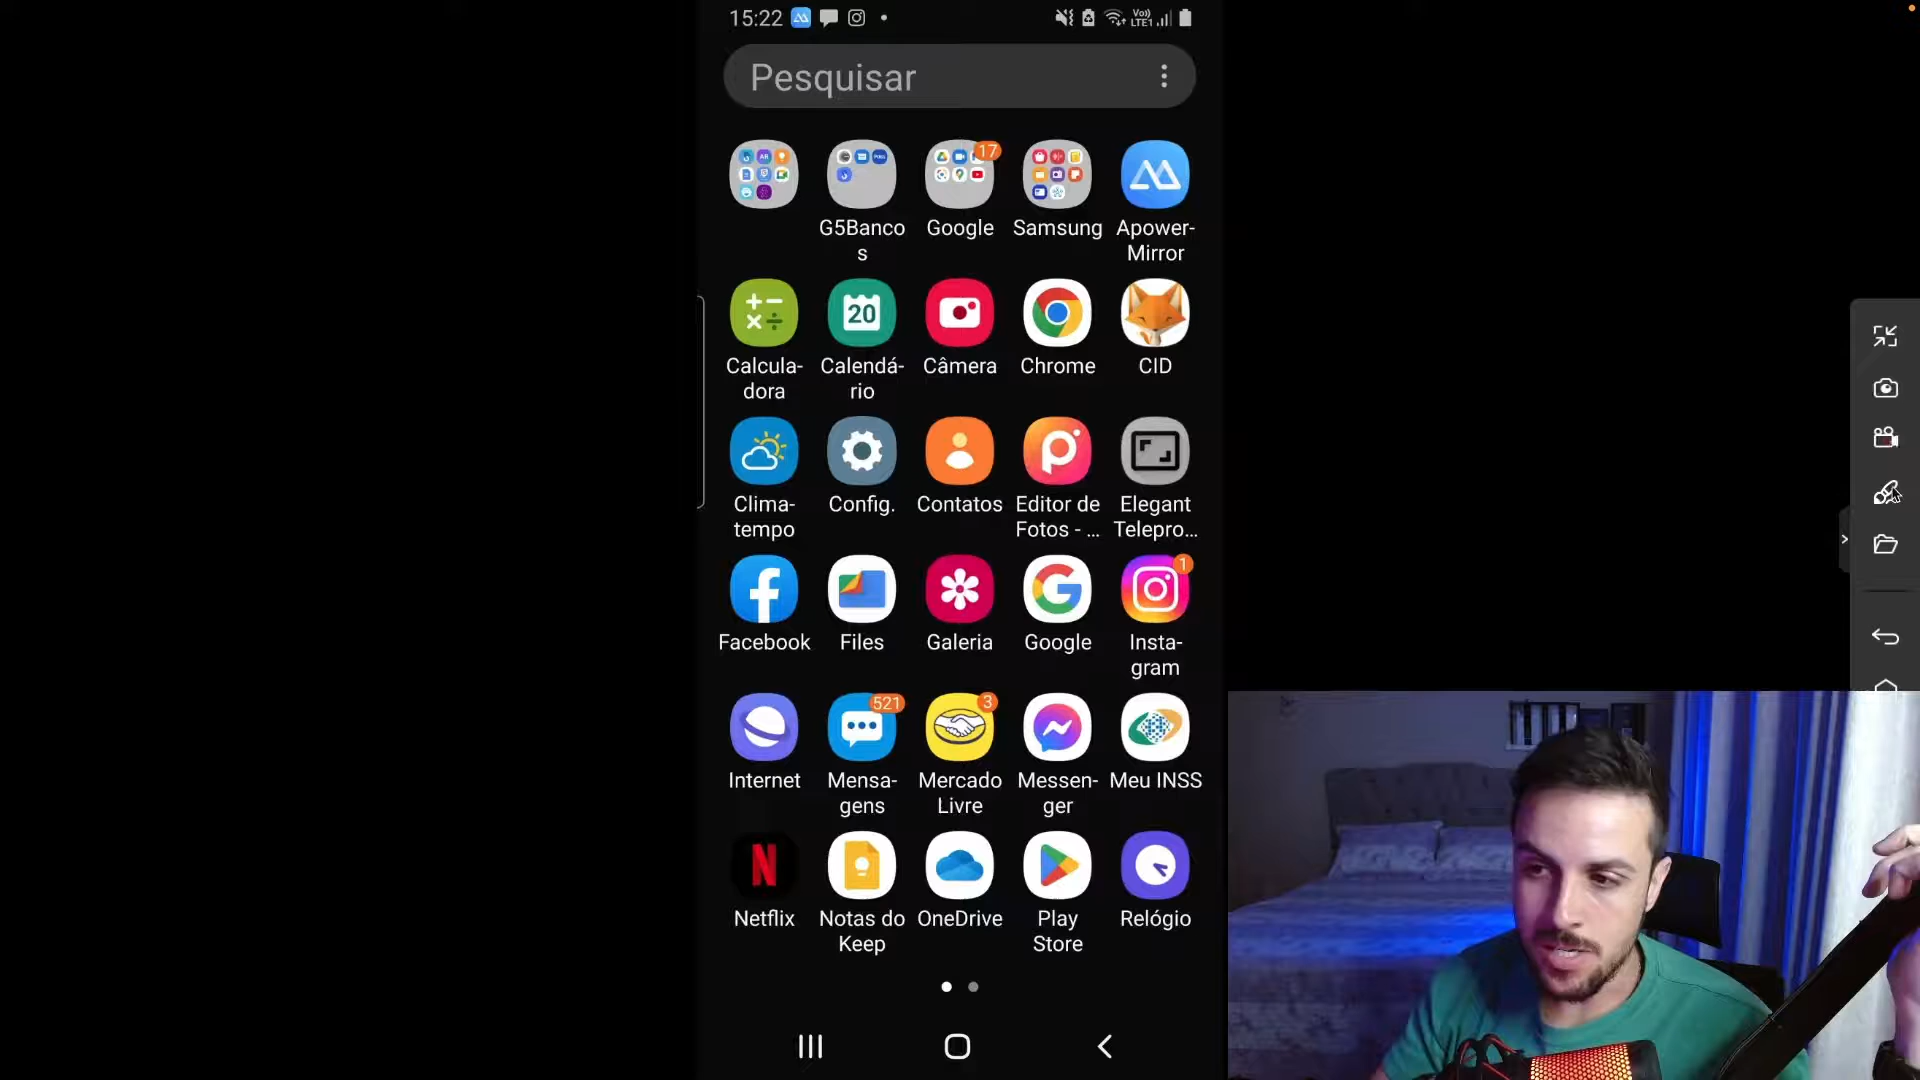 15:22
Vo))
LTE1
Pesquisar
17
G5Banco
s
Google
Samsung
Apower-
Mirror
20
Calcula-
dora
Calendá-
rio
Câmera
Chrome
CID
Clima-
tempo
Config.
Contatos
Editor de
Fotos - ...
Elegant
Telepro...
1
Facebook
Files
Galeria
Google
Insta-
gram
521
3
Internet
Mensa-
gens
Mercado
Livre
Messen-
ger
Meu INSS
Netflix
Notas do
Keep
OneDrive
Play
Store
Relógio